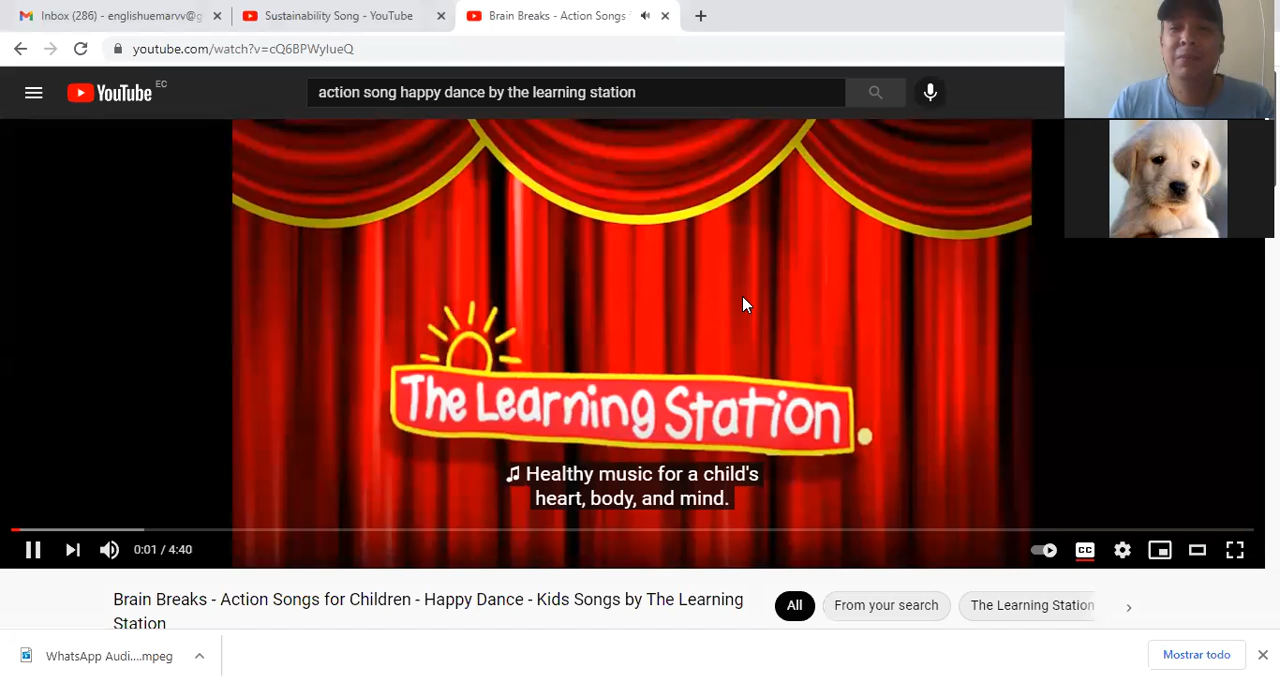 Inbox (286) - englishuemarvv@g
Sustainability Song - YouTube
Brain Breaks - Action Songs
youtube.com/watch?v=cQ6BPWyIueQ
YouTube EC
action song happy dance by the learning station
The Learning Station
♫ Healthy music for a child's
heart, body, and mind.
0:01 / 4:40
CC
Brain Breaks - Action Songs for Children - Happy Dance - Kids Songs by The Learning
Station
All
From your search
The Learning Station
WhatsApp Audi....mpeg
Mostrar todo